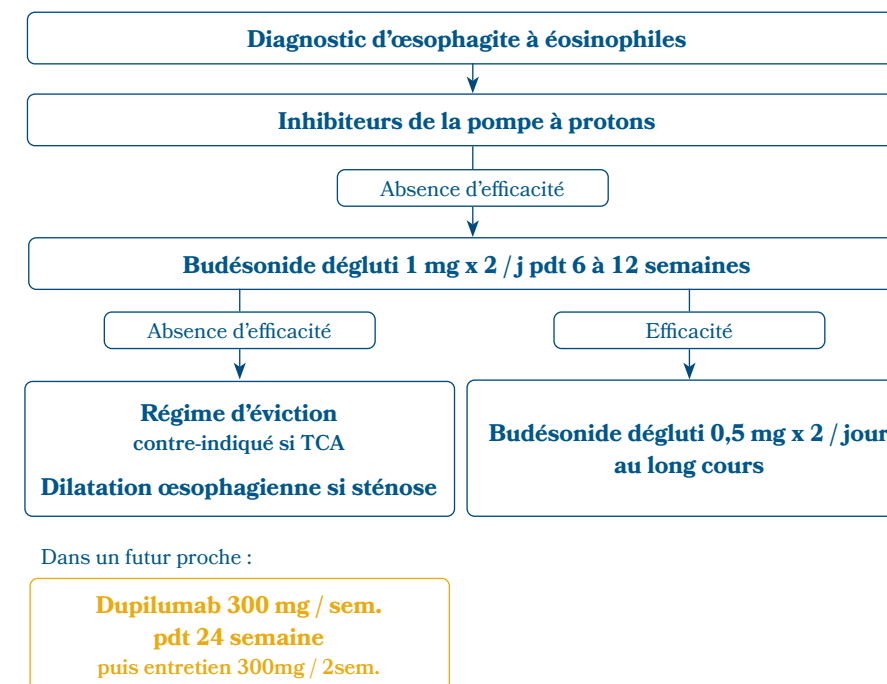 Diagnostic d'œsophagite à éosinophiles
Inhibiteurs de la pompe à protons
Absence d'efficacité
Budésonide dégluti 1 mg x 2 / j pdt 6 à 12 semaines
Absence d'efficacité
Efficacité
Régime d'éviction
contre-indiqué si TCA
Dilatation œsophagienne si sténose
Budésonide dégluti 0,5 mg x 2 / jour
au long cours
Dans un futur proche :
Dupilumab 300 mg / sem.
pdt 24 semaine
puis entretien 300mg / 2sem.